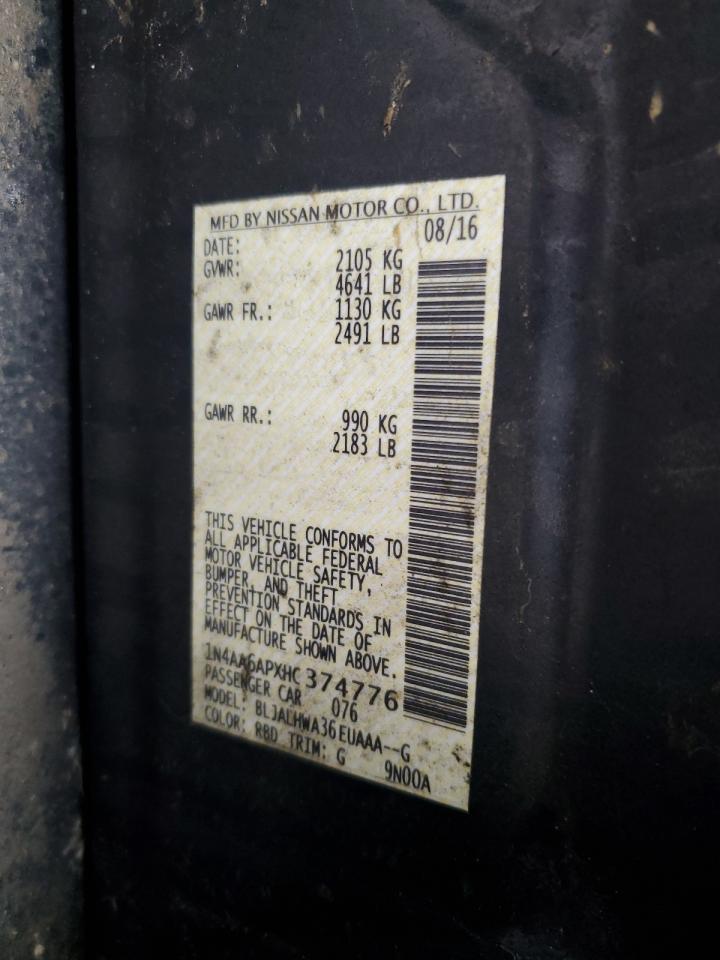 MFD BY NISSAN MOTOR CO., LTD.
DATE: 08/16
GVWR: 2105 KG
4641 LB
GAWR FR.: 1130 KG
2491 LB
GAWR RR.: 990 KG
2183 LB
THIS VEHICLE CONFORMS TO
ALL APPLICABLE FEDERAL
MOTOR VEHICLE SAFETY,
BUMPER, AND THEFT
PREVENTION STANDARDS IN
EFFECT ON THE DATE OF
MANUFACTURE SHOWN ABOVE.
1N4AA6APXHC374776
PASSENGER CAR 076
MODEL: BLJALHWA36EUAAA--G
COLOR: RBD TRIM: G 9N00A